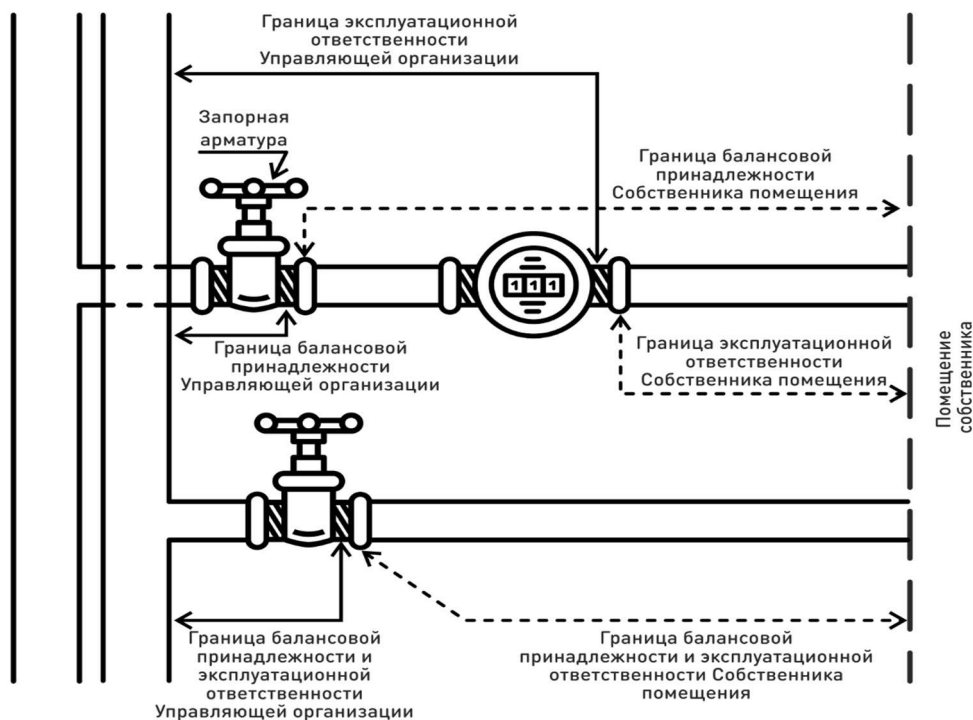 Граница эксплуатационной
ответственности
Управляющей организации
Запорная
арматура
Граница балансовой
принадлежности
Собственника помещения
111
Граница балансовой
принадлежности
Управляющей организации
Граница эксплуатационной
ответственности
Собственника помещения
Помещение
собственника
Граница балансовой
принадлежности и
эксплуатационной
ответственности
Управляющей организации
Граница балансовой
принадлежности и эксплуатационной
ответственности Собственника
помещения